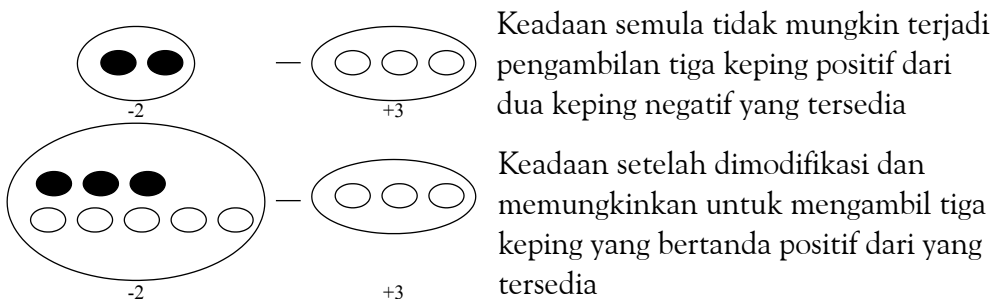 Keadaan semula tidak mungkin terjadi
pengambilan tiga keping positif dari
dua keping negatif yang tersedia
-2
+3
Keadaan setelah dimodifikasi dan
memungkinkan untuk mengambil tiga
keping yang bertanda positif dari yang
tersedia
-2
+3